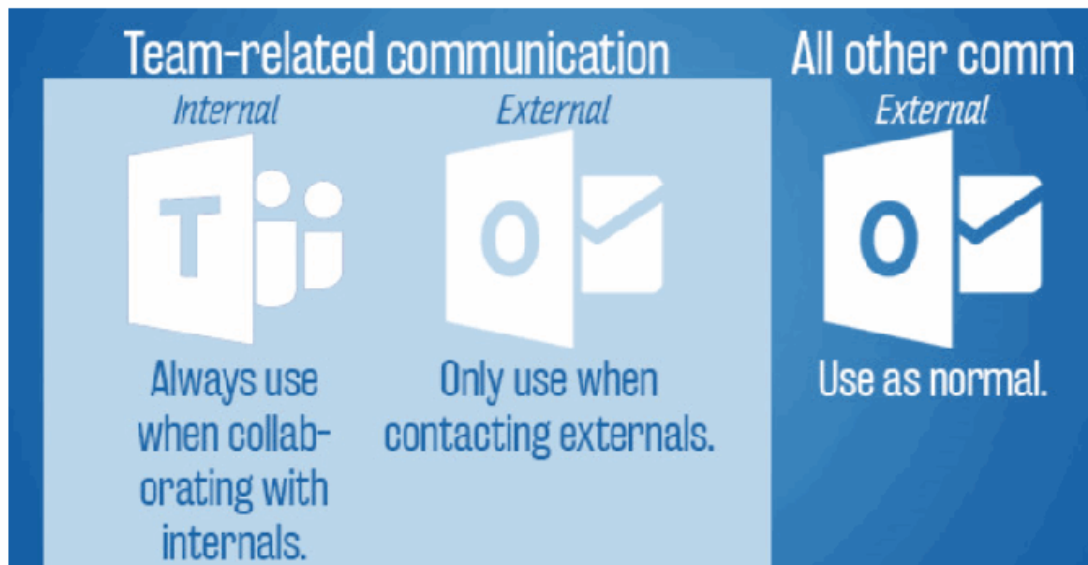 Team-related communication
All other comm
Internal
External
External
T
O
O
Always use
when collab-
orating with
internals.
Only use when
contacting externals.
Use as normal.